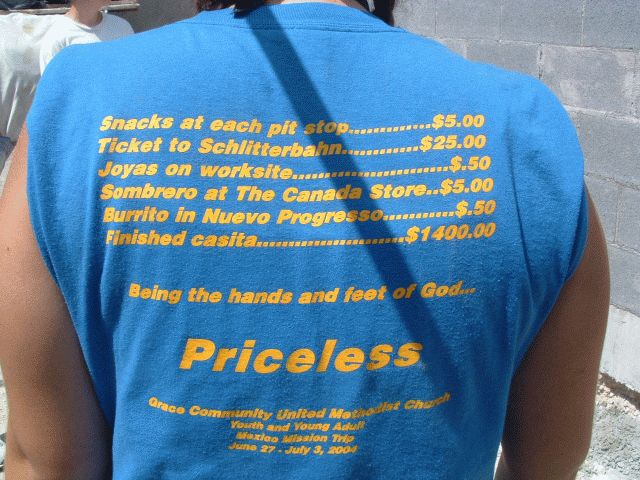 Snacks at each pit stop.............$5.00
Ticket to Schlitterbahn............$25.00
Joyas on worksite........................$.50
Sombrero at The Canada Store..$5.00
Burrito in Nuevo Progresso...........$.50
Finished casita.......................$1400.00
Being the hands and feet of God...
Priceless
Grace Community United Methodist Church
Youth and Young Adult
Mexico Mission Trip
June 27 - July 3, 2004